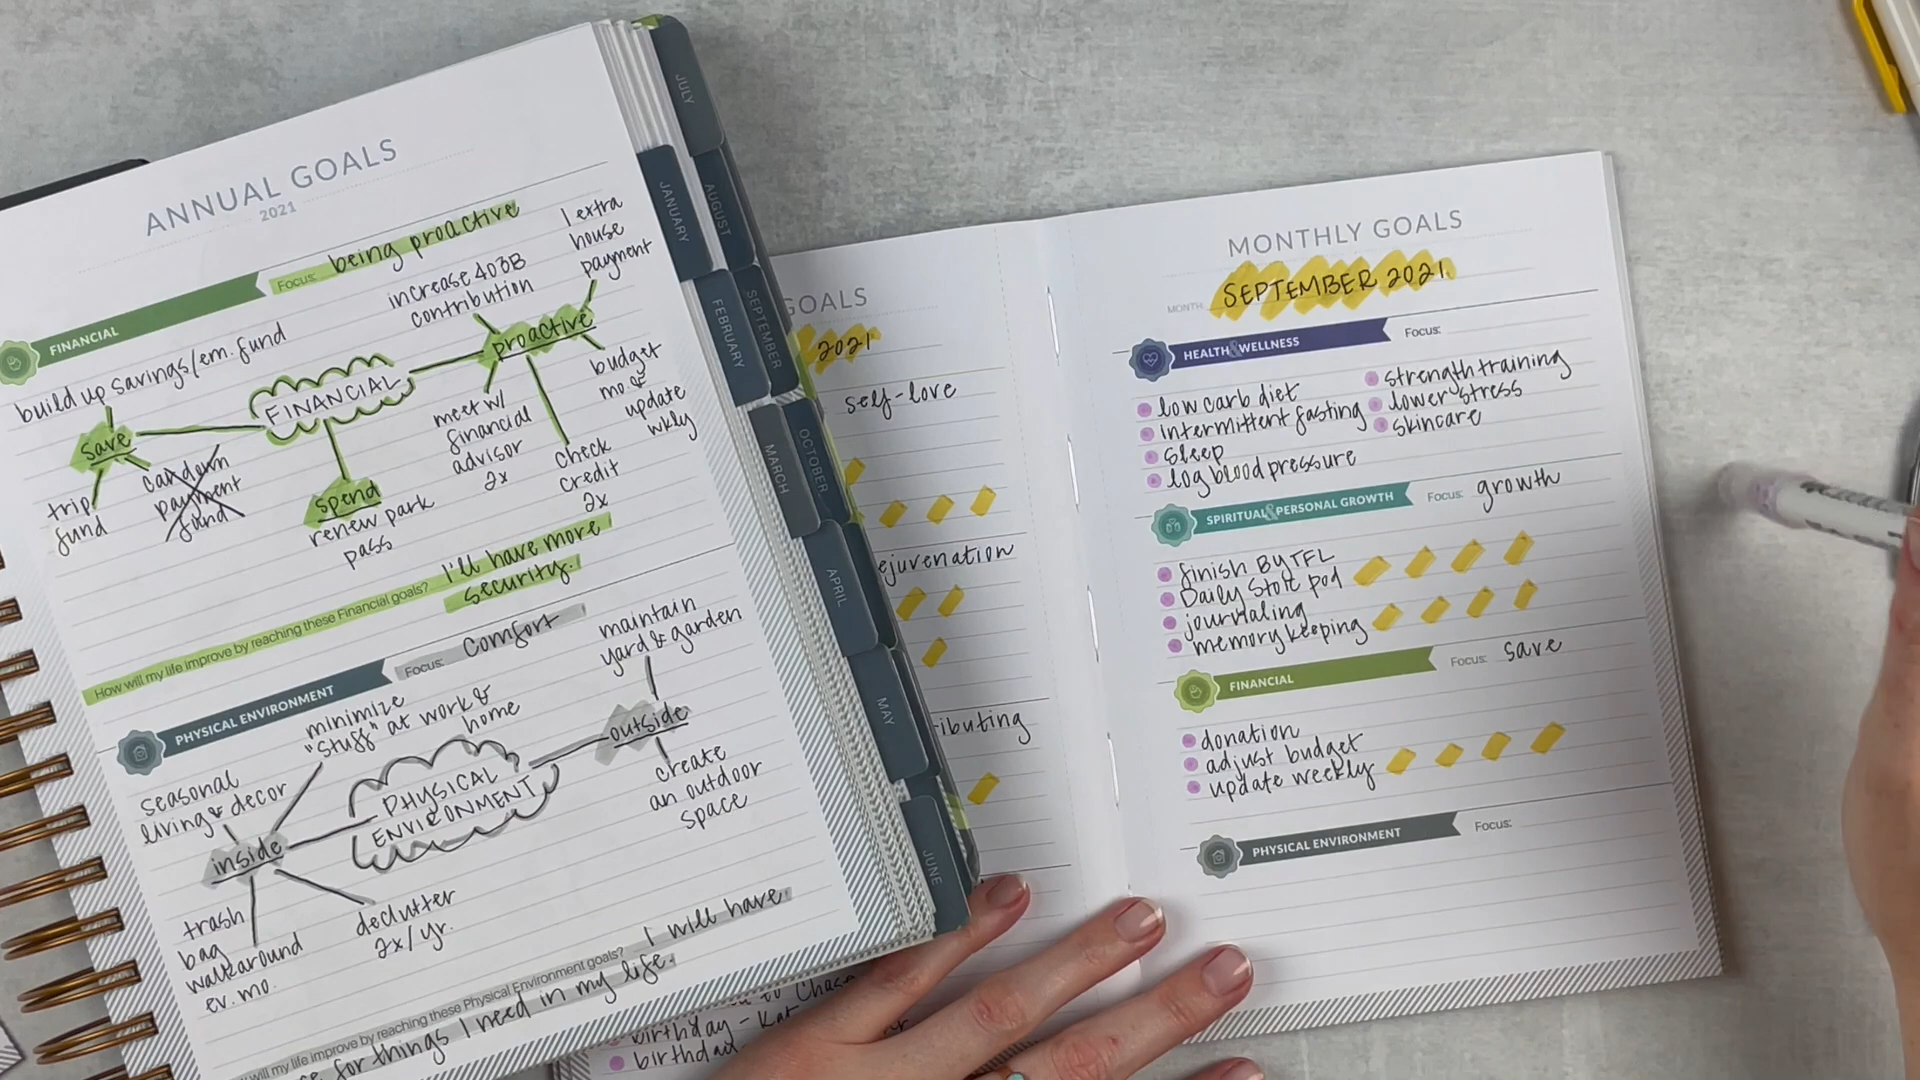 ANNUAL GOALS
2021
FINANCIAL
Focus: being proactive
build up savings/em. fund
increase 403B
contribution
1 extra
house
payment
save
FINANCIAL
proactive
trip
fund
spend
renew park
pass
meet w/
financial
advisor
2x
check
credit
2x
budget
mo. &
update
wkly
How will my life improve by reaching these Financial goals? I'll have more
security.
PHYSICAL ENVIRONMENT
Focus: Comfort
seasonal
living & decor
minimize
"stuff" at work &
home
maintain
yard & garden
PHYSICAL
ENVIRONMENT
outside
inside
create
an outdoor
space
trash
bag
walkaround
ev. mo.
declutter
2x/yr.
my life improve by reaching these Physical Environment goals? I will have
for things I need in my life.
JULY
JANUARY
AUGUST
FEBRUARY
SEPTEMBER
MARCH
OCTOBER
APRIL
MAY
JUNE
GOALS
2021
self-love
ejuvenation
ributing
birthday - Kat
birthday
MONTHLY GOALS
MONTH: SEPTEMBER 2021
HEALTH & WELLNESS
Focus:
low carb diet
intermittent fasting
sleep
log blood pressure
strength training
lower stress
skincare
SPIRITUAL & PERSONAL GROWTH
Focus: growth
finish BYTFL
Daily Stoic pod
journaling
memory keeping
FINANCIAL
Focus: save
donation
adjust budget
update weekly
PHYSICAL ENVIRONMENT
Focus: